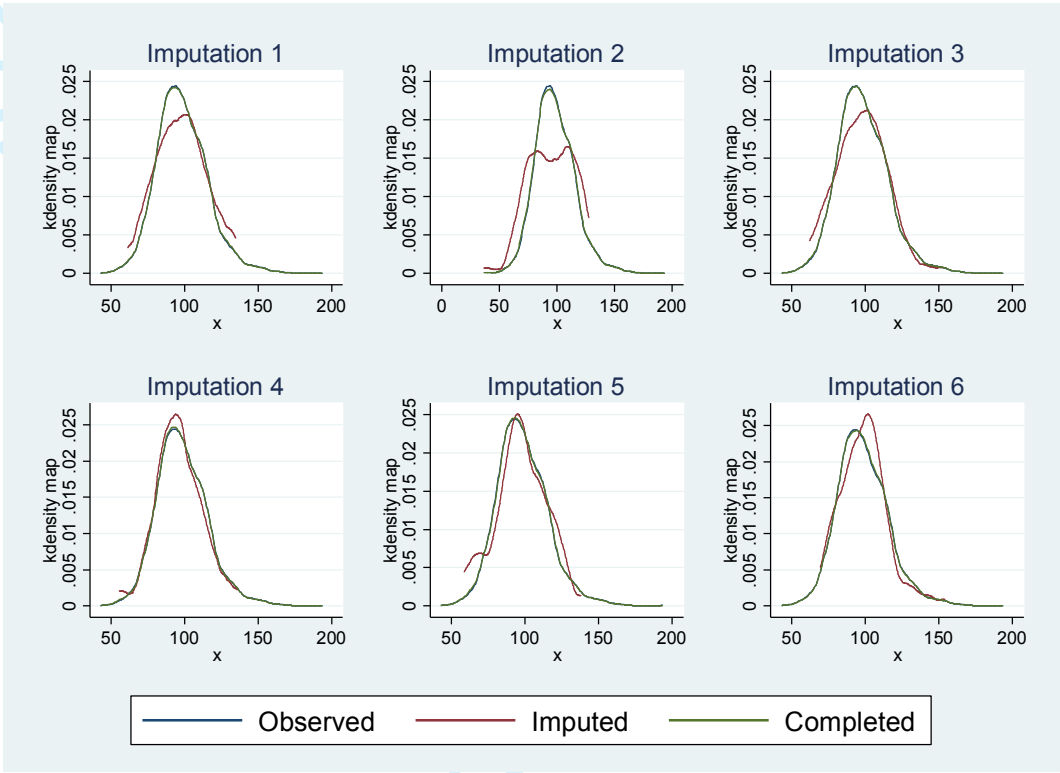 Imputation 1
kdensity map
0 .005 .01 .015 .02 .025
50 100 150 200
x
Imputation 2
kdensity map
0 .005 .01 .015 .02 .025
0 50 100 150 200
x
Imputation 3
kdensity map
0 .005 .01 .015 .02 .025
50 100 150 200
x
Imputation 4
kdensity map
0 .005 .01 .015 .02 .025
50 100 150 200
x
Imputation 5
kdensity map
0 .005 .01 .015 .02 .025
50 100 150 200
x
Imputation 6
kdensity map
0 .005 .01 .015 .02 .025
50 100 150 200
x
Observed Imputed Completed